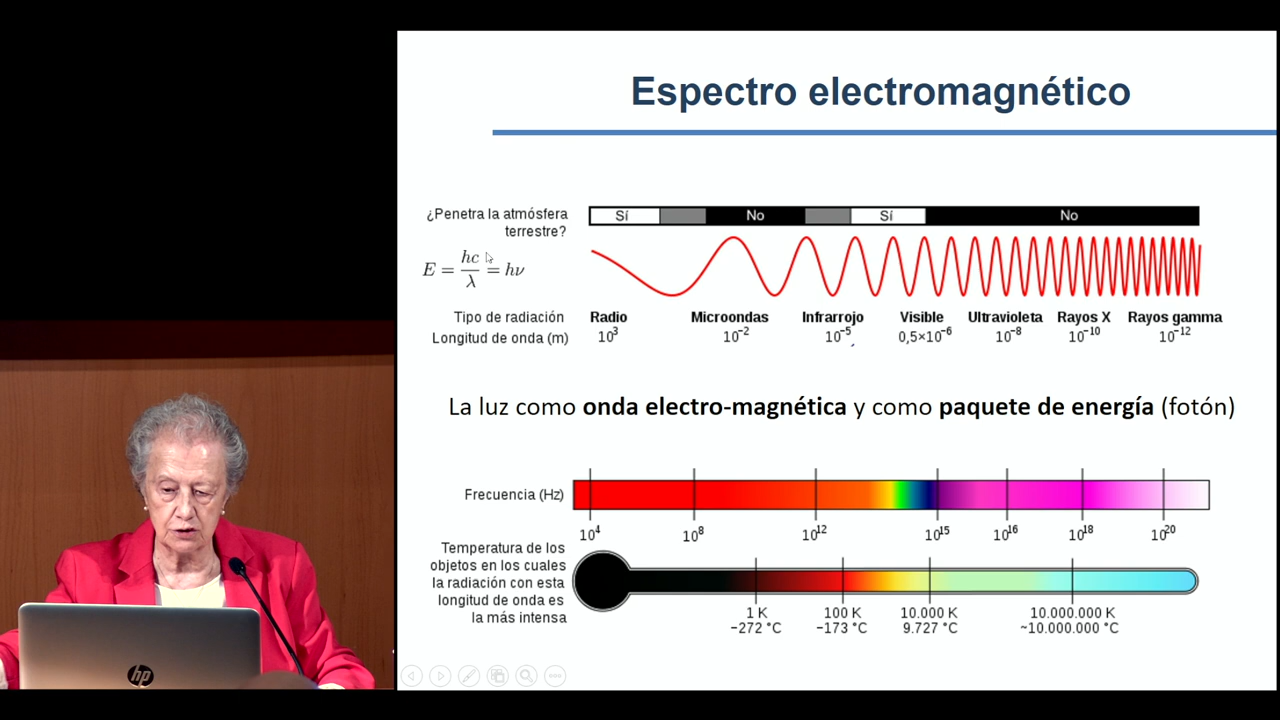 Espectro electromagnético
¿Penetra la atmósfera
terrestre?
Sí No Sí No
E = hc/λ = hν
Tipo de radiación Radio Microondas Infrarrojo Visible Ultravioleta Rayos X Rayos gamma
Longitud de onda (m) 10³ 10⁻² 10⁻⁵ 0,5×10⁻⁶ 10⁻⁸ 10⁻¹⁰ 10⁻¹²
La luz como onda electro-magnética y como paquete de energía (fotón)
Frecuencia (Hz)
10⁴ 10⁸ 10¹² 10¹⁵ 10¹⁶ 10¹⁸ 10²⁰
Temperatura de los
objetos en los cuales
la radiación con esta
longitud de onda es
la más intensa
1 K 100 K 10.000 K 10.000.000 K
−272 °C −173 °C 9.727 °C ~10.000.000 °C
hp